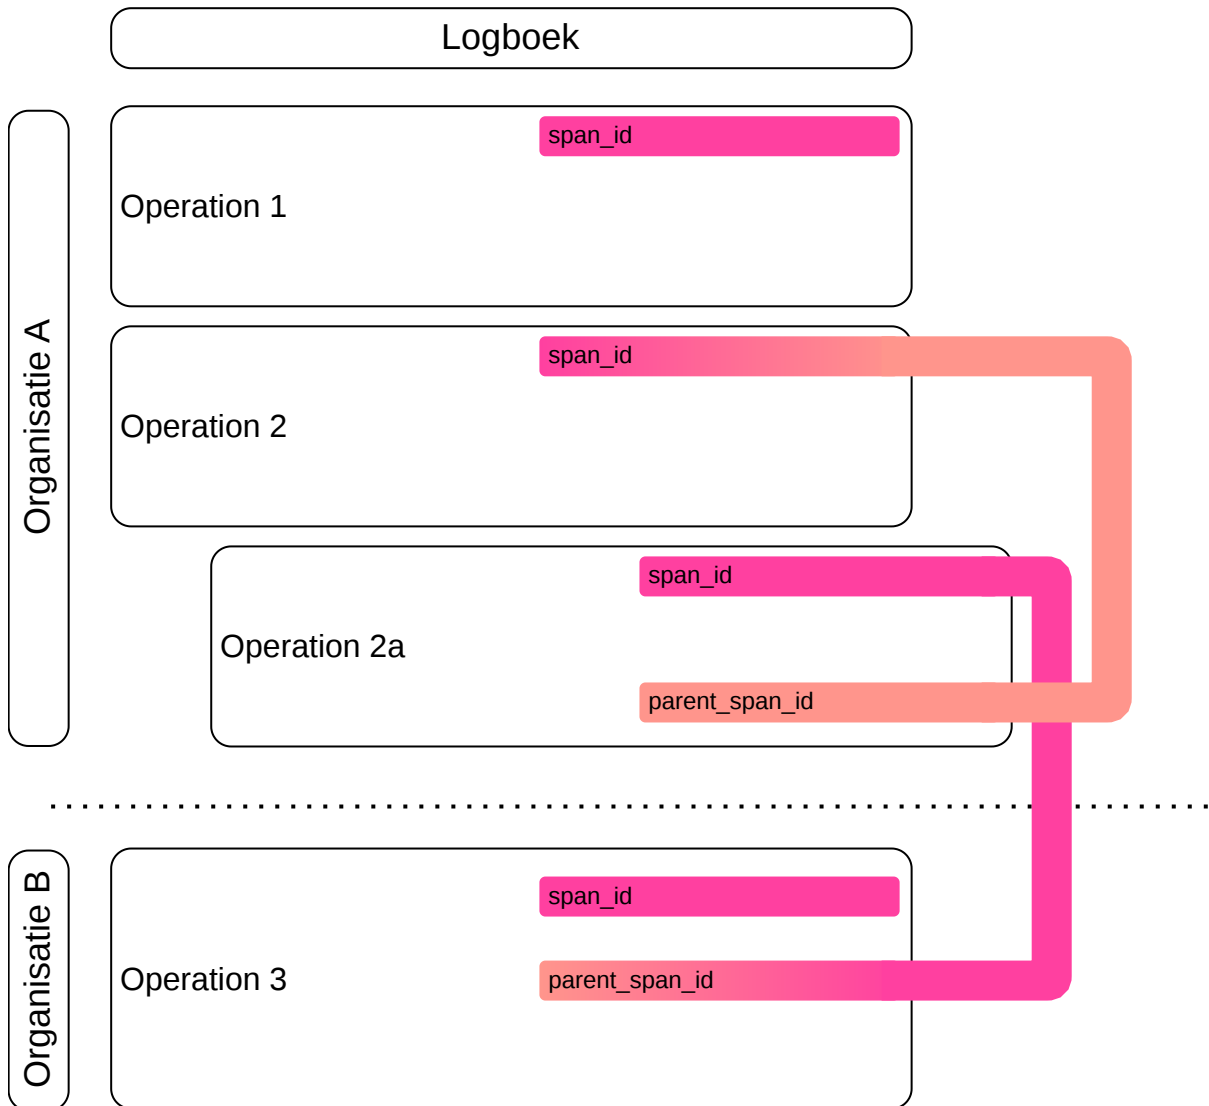 Logboek
Organisatie A
Operation 1
span_id
Operation 2
span_id
Operation 2a
span_id
parent_span_id
Organisatie B
Operation 3
span_id
parent_span_id